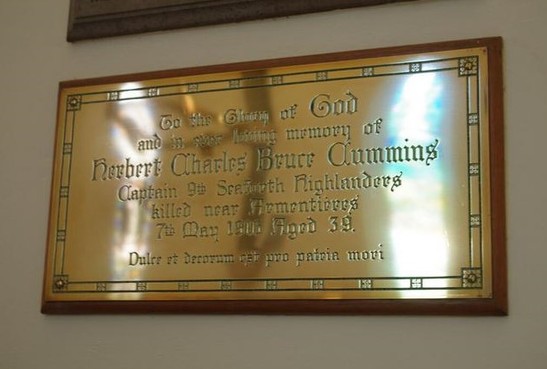 To the Glory of God
and in ever loving memory of
Herbert Charles Bruce Cummins
Captain 9th Seaforth Highlanders
killed near Armentieres
7th May 1916 Aged 39.
Dulce et decorum est pro patria mori